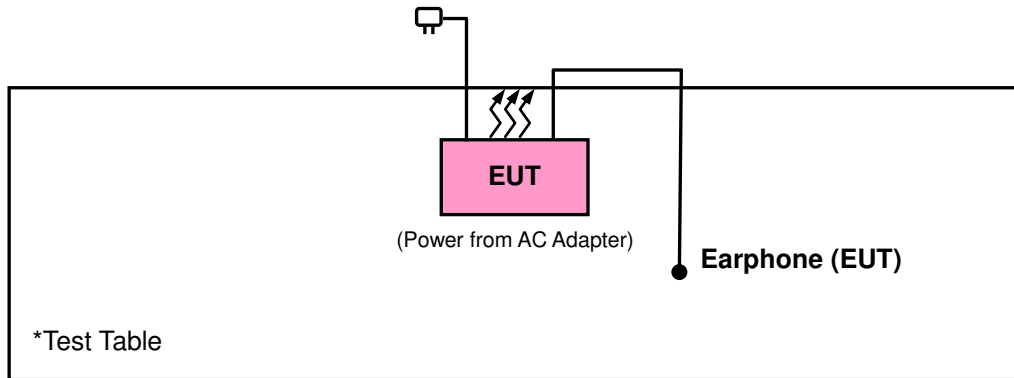 EUT
(Power from AC Adapter)
Earphone (EUT)
*Test Table